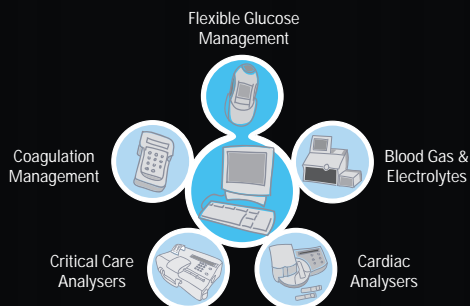 Flexible Glucose
Management
Coagulation
Management
Blood Gas &
Electrolytes
Critical Care
Analysers
Cardiac
Analysers